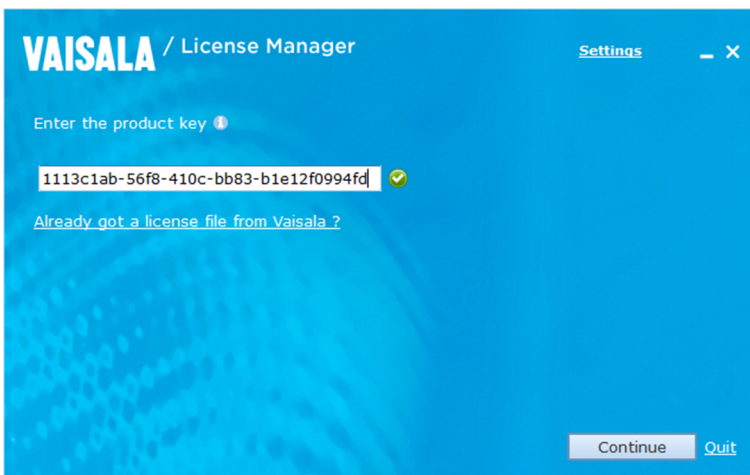 VAISALA / License Manager
Settings
Enter the product key
1113c1ab-56f8-410c-bb83-b1e12f0994fd
Already got a license file from Vaisala ?
Continue
Quit